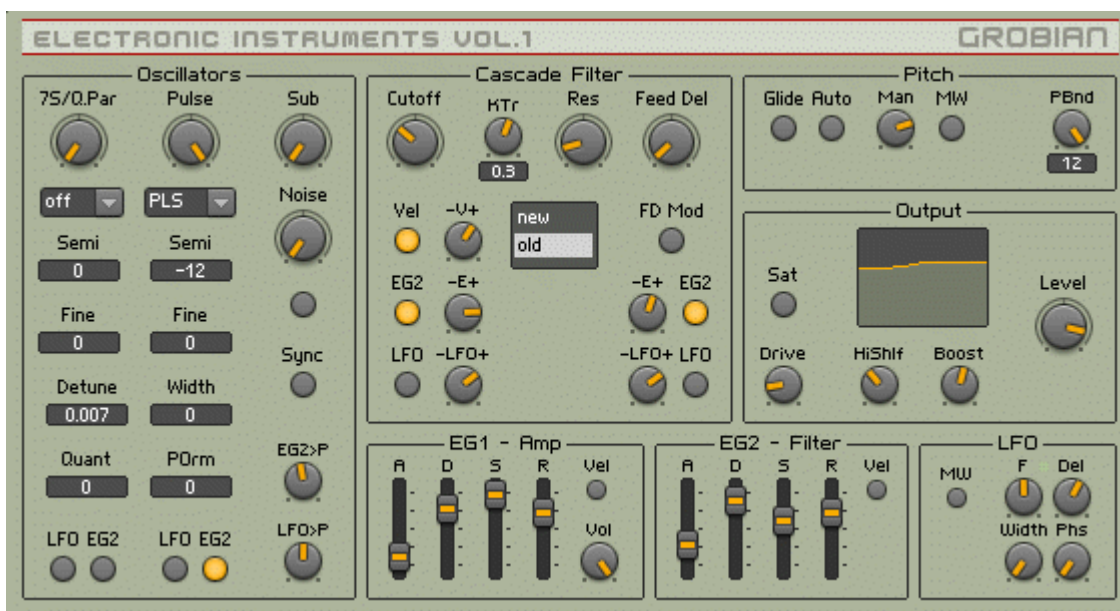 ELECTRONIC INSTRUMENTS VOL.1
GROBIAN
Oscillators
7S/Q.Par Pulse Sub
off PLS
Noise
Semi Semi
0 -12
Fine Fine
0 0
Sync
Detune Width
0.007 0
EG2>P
Quant POrm
0 0
LFO>P
LFO EG2 LFO EG2
Cascade Filter
Cutoff KTr Res Feed Del
0.3
Vel -V+ new FD Mod
old
EG2 -E+ -E+ EG2
LFO -LFO+ -LFO+ LFO
Pitch
Glide Auto Man MW PBnd
12
Output
Sat Level
Drive HiShlf Boost
EG1 - Amp
A D S R Vel
Vol
EG2 - Filter
A D S R Vel
LFO
MW F Del
Width Phs